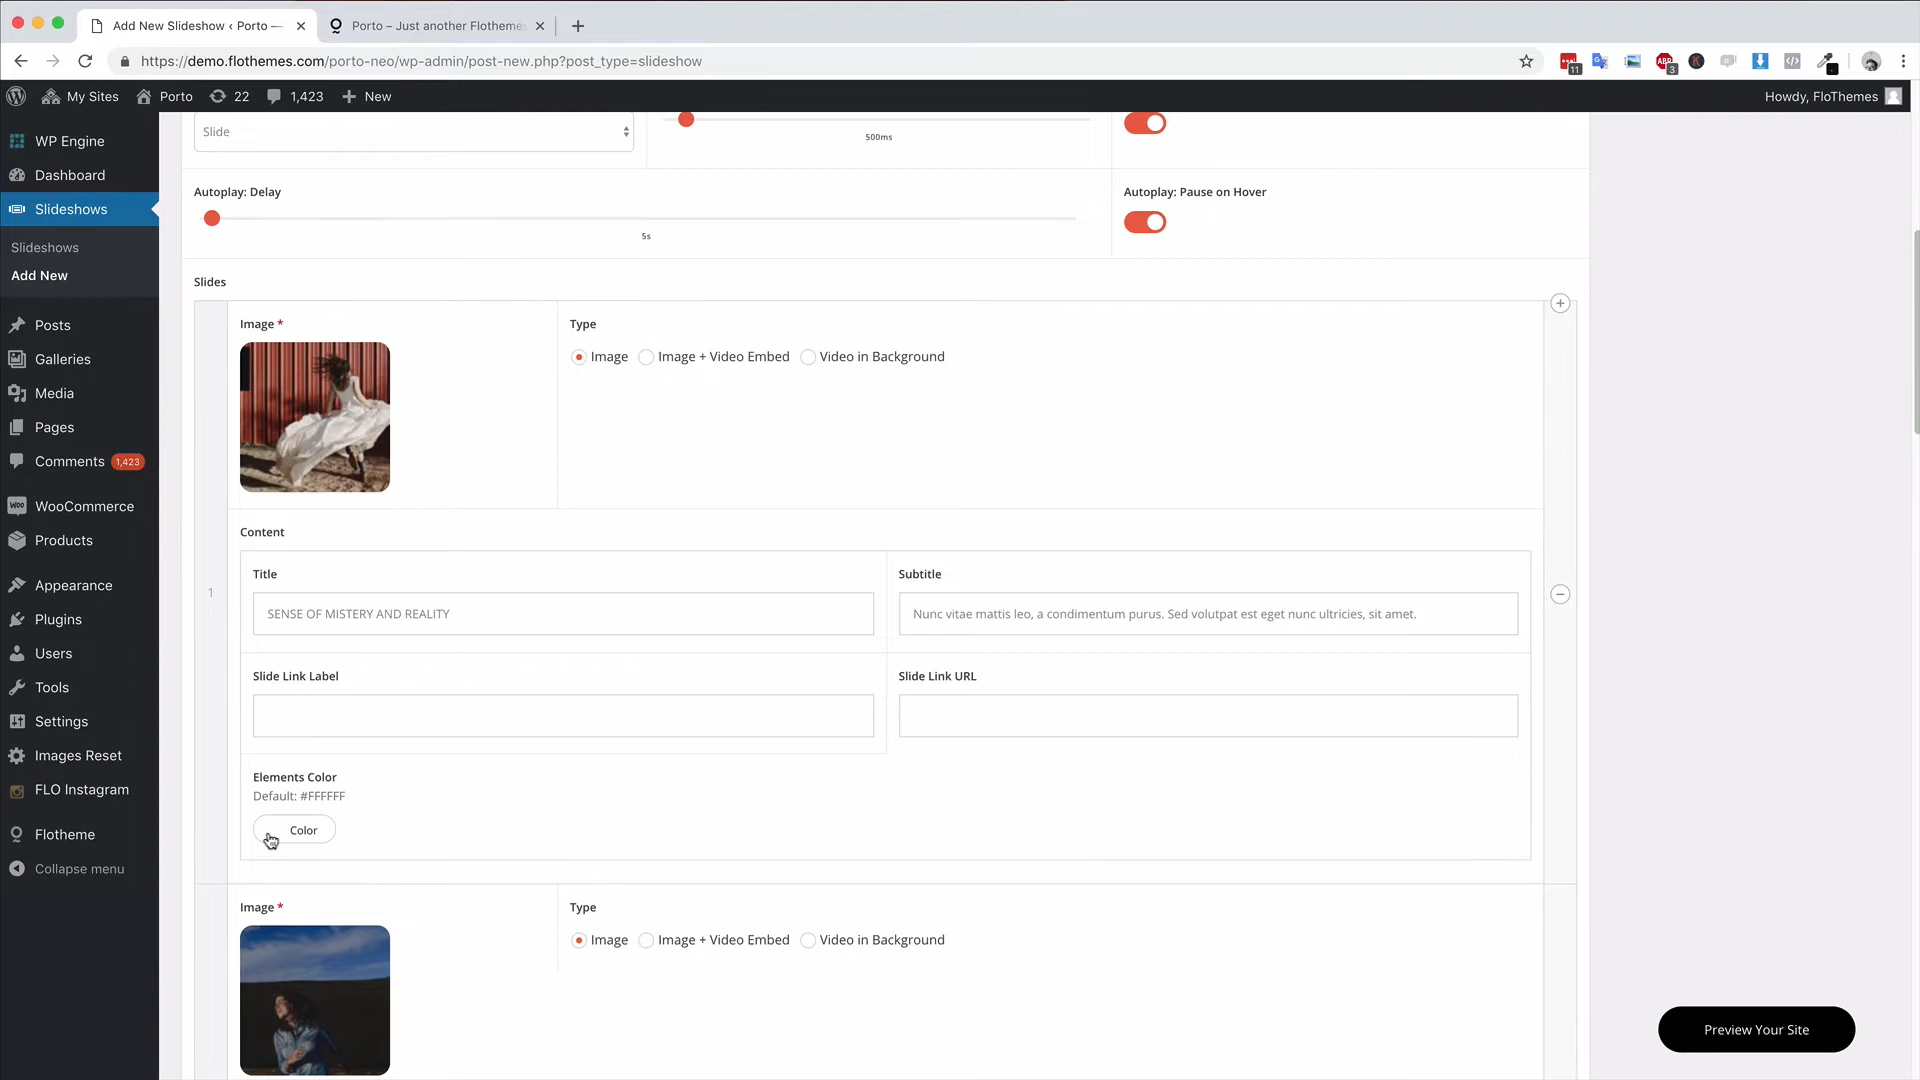 Add New Slideshow ‹ Porto —
Porto – Just another Flothemes
https://demo.flothemes.com/porto-neo/wp-admin/post-new.php?post_type=slideshow
11
ABP
3
K
My Sites
Porto
22
1,423
New
Howdy, FloThemes
WP Engine
Dashboard
Slideshows
Slideshows
Add New
Posts
Galleries
Media
Pages
Comments 1,423
WooCommerce
Products
Appearance
Plugins
Users
Tools
Settings
Images Reset
FLO Instagram
Flotheme
Collapse menu
Slide
500ms
Autoplay: Delay
5s
Autoplay: Pause on Hover
Slides
1
Image *
Type
Image
Image + Video Embed
Video in Background
Content
Title
SENSE OF MISTERY AND REALITY
Subtitle
Nunc vitae mattis leo, a condimentum purus. Sed volutpat est eget nunc ultricies, sit amet.
Slide Link Label
Slide Link URL
Elements Color
Default: #FFFFFF
Color
Image *
Type
Image
Image + Video Embed
Video in Background
Preview Your Site